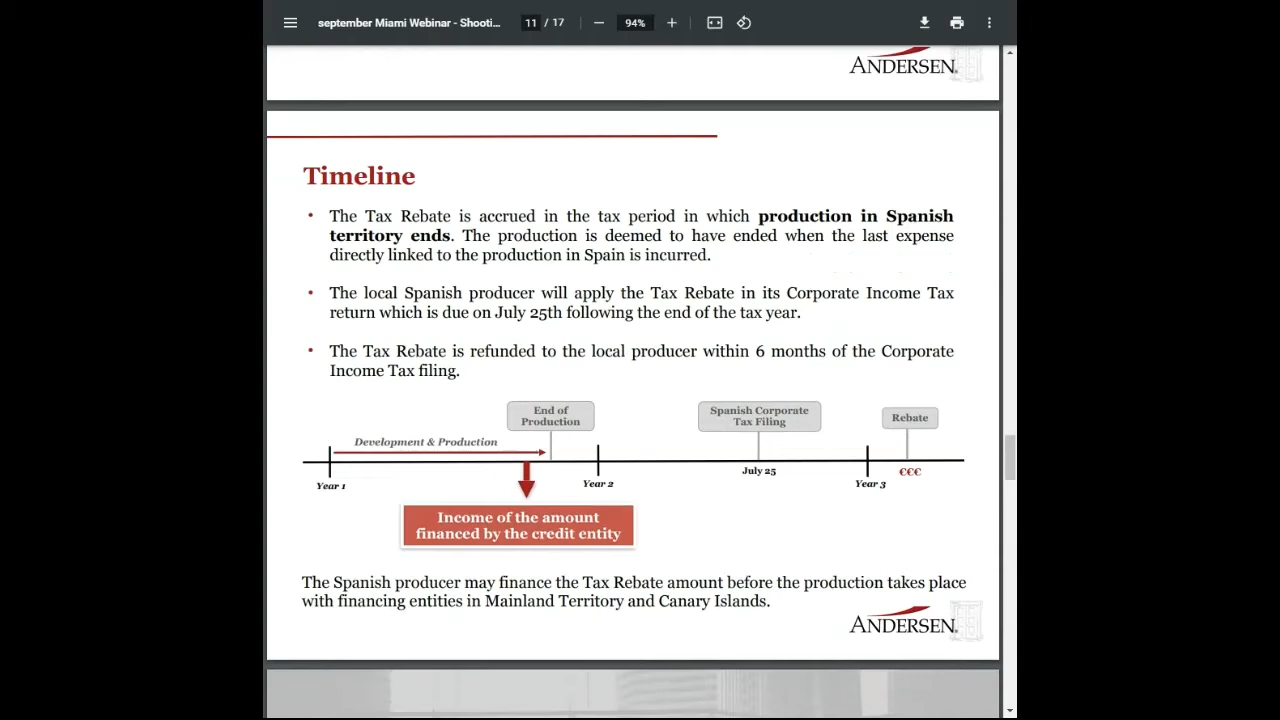 september Miami Webinar - Shooti...
11 / 17
94%
ANDERSEN®
Timeline
• The Tax Rebate is accrued in the tax period in which production in Spanish
territory ends. The production is deemed to have ended when the last expense
directly linked to the production in Spain is incurred.
• The local Spanish producer will apply the Tax Rebate in its Corporate Income Tax
return which is due on July 25th following the end of the tax year.
• The Tax Rebate is refunded to the local producer within 6 months of the Corporate
Income Tax filing.
End of
Production
Spanish Corporate
Tax Filing
Rebate
Development & Production
Year 1
Year 2
July 25
Year 3
€€€
Income of the amount
financed by the credit entity
The Spanish producer may finance the Tax Rebate amount before the production takes place
with financing entities in Mainland Territory and Canary Islands.
ANDERSEN®